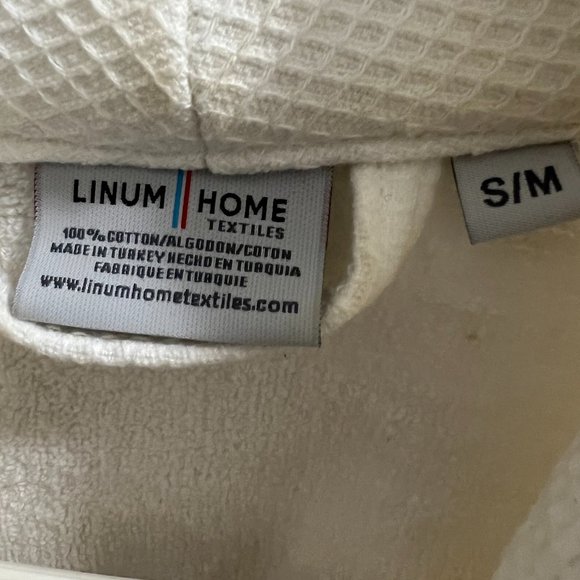 LINUM HOME
TEXTILES
100% COTTON/ALGODON/COTON
MADE IN TURKEY HECHO EN TURQUIA
FABRIQUE EN TURQUIE
www.linumhometextiles.com
S/M